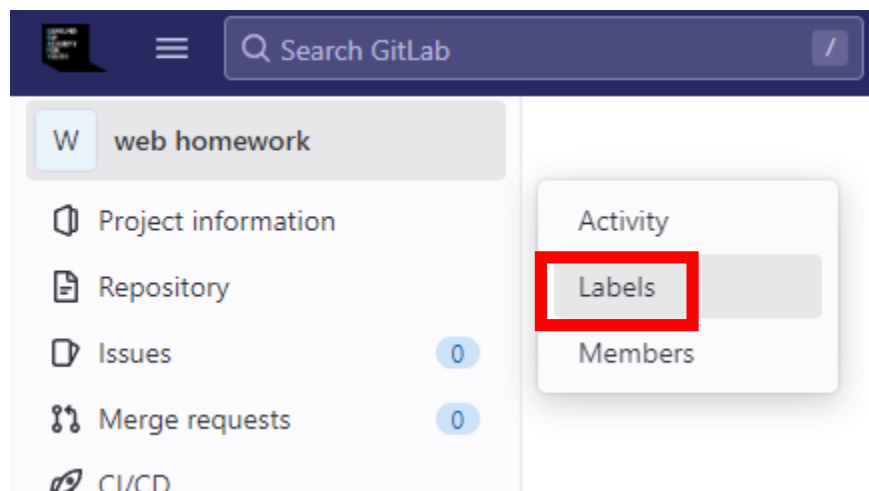 Search GitLab /
W web homework
Project information
Activity
Labels
Members
Repository
Issues 0
Merge requests 0
CI/CD